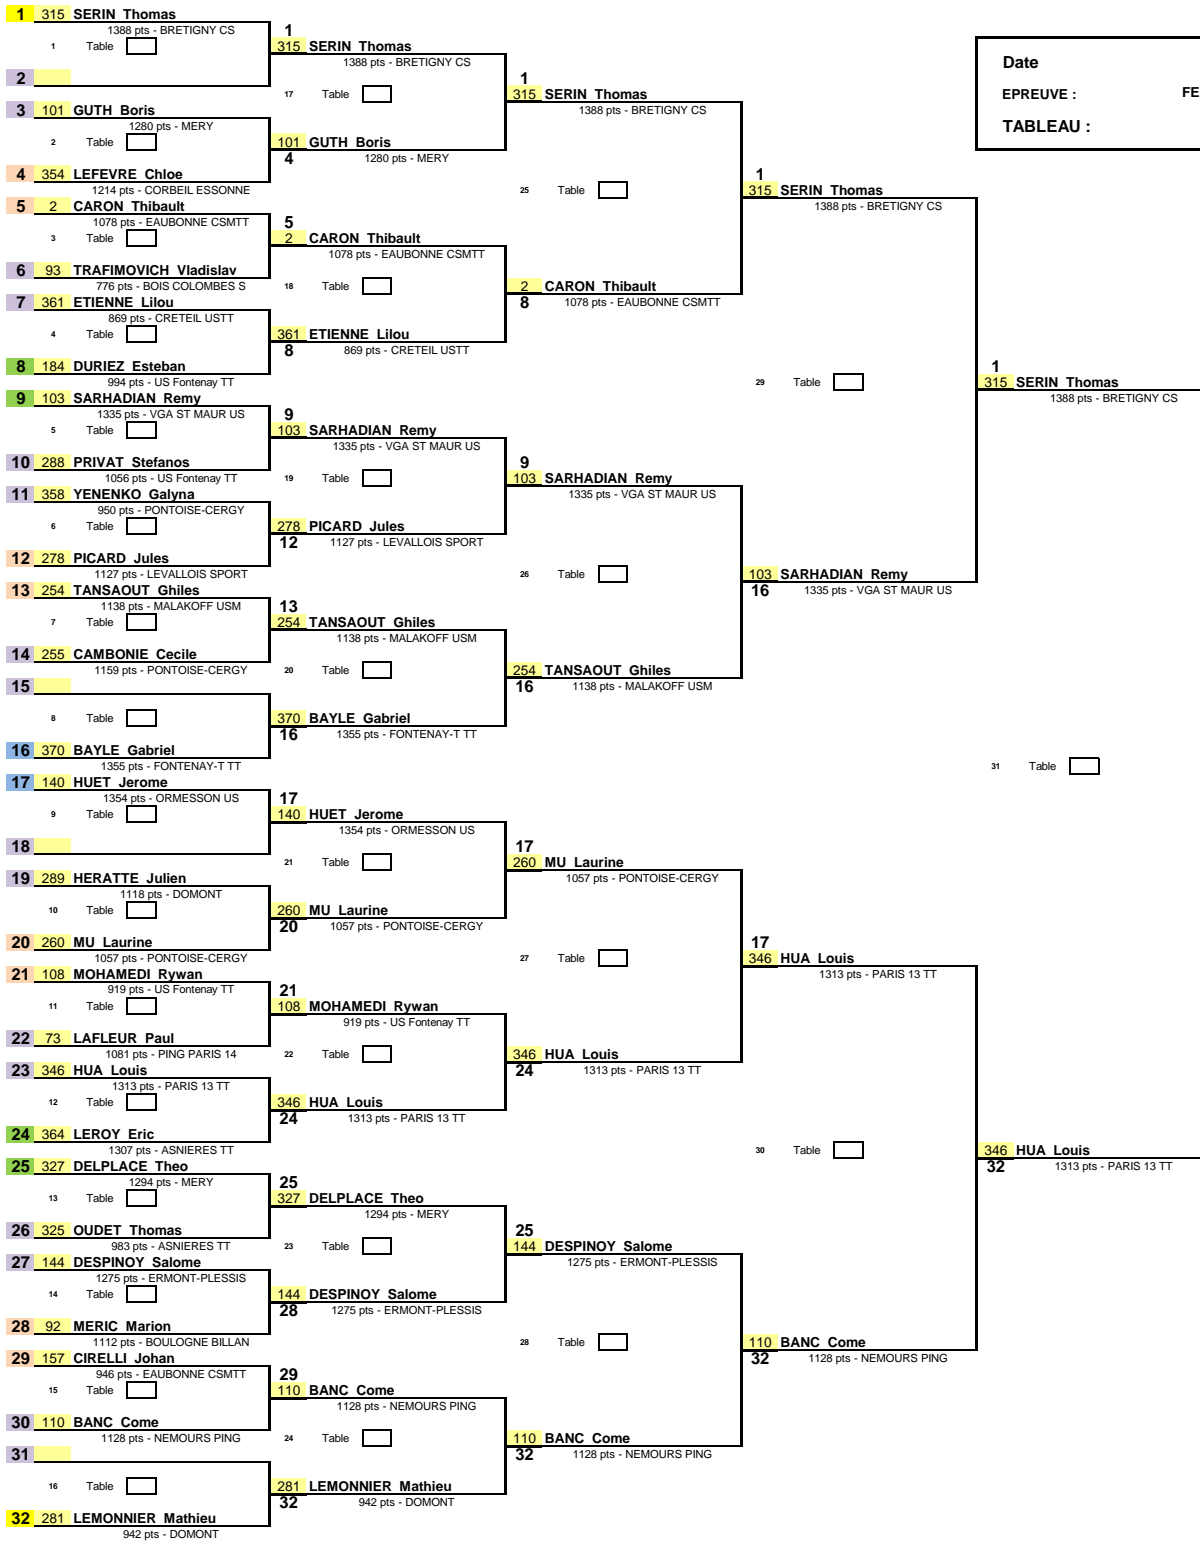 1 315 SERIN Thomas
1388 pts - BRETIGNY CS
1 Table
2
3 101 GUTH Boris
1280 pts - MERY
2 Table
4 354 LEFEVRE Chloe
1214 pts - CORBEIL ESSONNE
5 2 CARON Thibault
1078 pts - EAUBONNE CSMTT
3 Table
6 93 TRAFIMOVICH Vladislav
776 pts - BOIS COLOMBES S
7 361 ETIENNE Lilou
869 pts - CRETEIL USTT
4 Table
8 184 DURIEZ Esteban
994 pts - US Fontenay TT
9 103 SARHADIAN Remy
1335 pts - VGA ST MAUR US
5 Table
10 288 PRIVAT Stefanos
1056 pts - US Fontenay TT
11 358 YENENKO Galyna
950 pts - PONTOISE-CERGY
6 Table
12 278 PICARD Jules
1127 pts - LEVALLOIS SPORT
13 254 TANSAOUT Ghiles
1138 pts - MALAKOFF USM
7 Table
14 255 CAMBONIE Cecile
1159 pts - PONTOISE-CERGY
15
8 Table
16 370 BAYLE Gabriel
1355 pts - FONTENAY-T TT
17 140 HUET Jerome
1354 pts - ORMESSON US
9 Table
18
19 289 HERATTE Julien
1118 pts - DOMONT
10 Table
20 260 MU Laurine
1057 pts - PONTOISE-CERGY
21 108 MOHAMEDI Rywan
919 pts - US Fontenay TT
11 Table
22 73 LAFLEUR Paul
1081 pts - PING PARIS 14
23 346 HUA Louis
1313 pts - PARIS 13 TT
12 Table
24 364 LEROY Eric
1307 pts - ASNIERES TT
25 327 DELPLACE Theo
1294 pts - MERY
13 Table
26 325 OUDET Thomas
983 pts - ASNIERES TT
27 144 DESPINOY Salome
1275 pts - ERMONT-PLESSIS
14 Table
28 92 MERIC Marion
1112 pts - BOULOGNE BILLAN
29 157 CIRELLI Johan
946 pts - EAUBONNE CSMTT
15 Table
30 110 BANC Come
1128 pts - NEMOURS PING
31
16 Table
32 281 LEMONNIER Mathieu
942 pts - DOMONT
1
315 SERIN Thomas
1388 pts - BRETIGNY CS
17 Table
101 GUTH Boris
4 1280 pts - MERY
5
2 CARON Thibault
1078 pts - EAUBONNE CSMTT
18 Table
361 ETIENNE Lilou
8 869 pts - CRETEIL USTT
9
103 SARHADIAN Remy
1335 pts - VGA ST MAUR US
19 Table
278 PICARD Jules
12 1127 pts - LEVALLOIS SPORT
13
254 TANSAOUT Ghiles
1138 pts - MALAKOFF USM
20 Table
370 BAYLE Gabriel
16 1355 pts - FONTENAY-T TT
17
140 HUET Jerome
1354 pts - ORMESSON US
21 Table
260 MU Laurine
20 1057 pts - PONTOISE-CERGY
21
108 MOHAMEDI Rywan
919 pts - US Fontenay TT
22 Table
346 HUA Louis
24 1313 pts - PARIS 13 TT
25
327 DELPLACE Theo
1294 pts - MERY
23 Table
144 DESPINOY Salome
28 1275 pts - ERMONT-PLESSIS
29
110 BANC Come
1128 pts - NEMOURS PING
24 Table
281 LEMONNIER Mathieu
32 942 pts - DOMONT
1
315 SERIN Thomas
1388 pts - BRETIGNY CS
25 Table
2 CARON Thibault
8 1078 pts - EAUBONNE CSMTT
9
103 SARHADIAN Remy
1335 pts - VGA ST MAUR US
26 Table
254 TANSAOUT Ghiles
16 1138 pts - MALAKOFF USM
17
260 MU Laurine
1057 pts - PONTOISE-CERGY
27 Table
346 HUA Louis
24 1313 pts - PARIS 13 TT
25
144 DESPINOY Salome
1275 pts - ERMONT-PLESSIS
28 Table
110 BANC Come
32 1128 pts - NEMOURS PING
1
315 SERIN Thomas
1388 pts - BRETIGNY CS
29 Table
103 SARHADIAN Remy
16 1335 pts - VGA ST MAUR US
17
346 HUA Louis
1313 pts - PARIS 13 TT
30 Table
110 BANC Come
32 1128 pts - NEMOURS PING
Date
EPREUVE : FE
TABLEAU :
1
315 SERIN Thomas
1388 pts - BRETIGNY CS
31 Table
346 HUA Louis
32 1313 pts - PARIS 13 TT